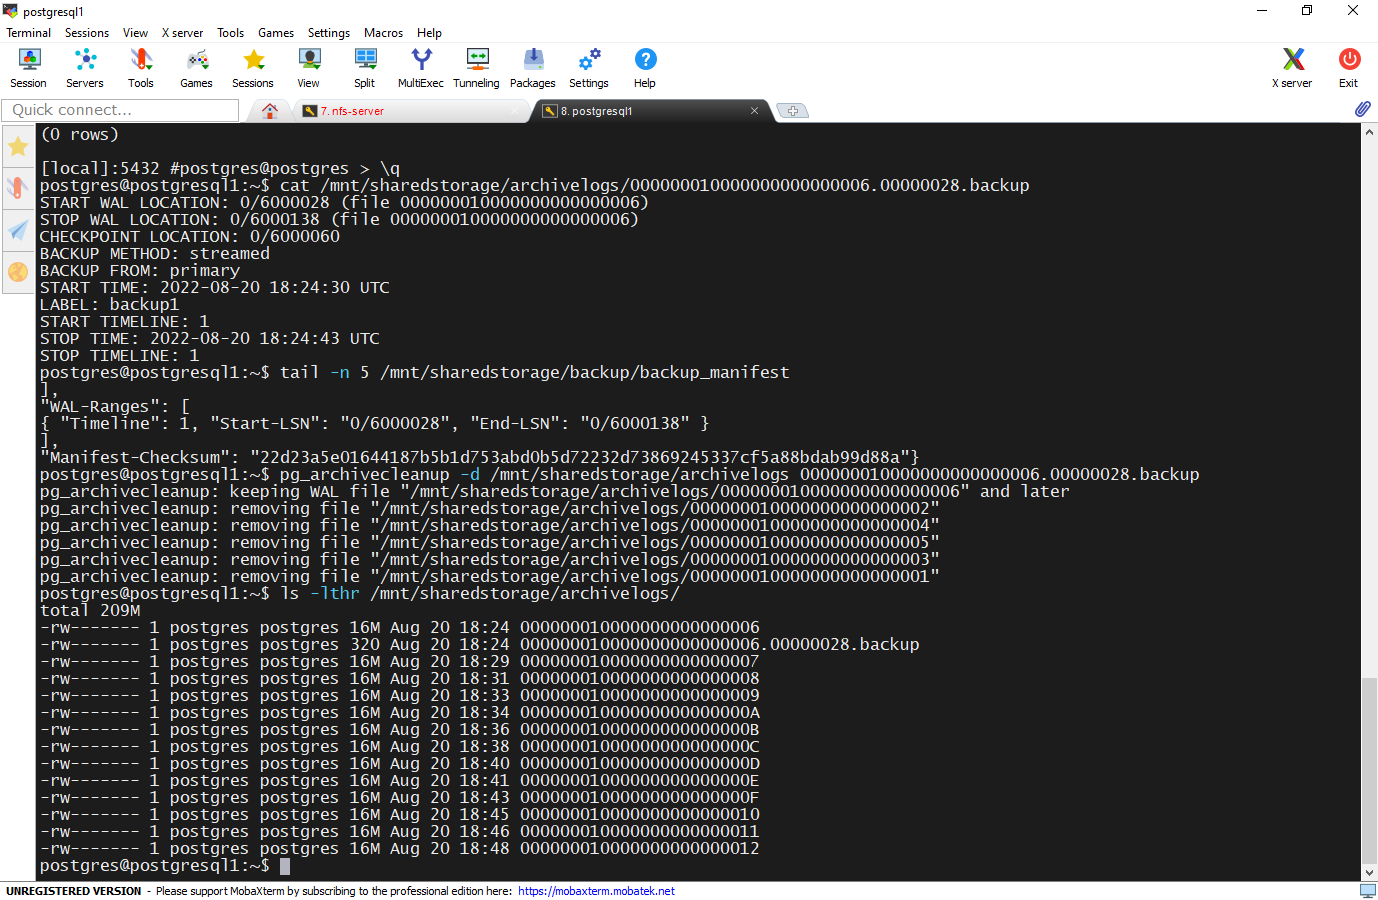 postgresql1
Terminal Sessions View X server Tools Games Settings Macros Help
Session Servers Tools Games Sessions View Split MultiExec Tunneling Packages Settings Help X server Exit
Quick connect... 7. nfs-server 8. postgresql1
(0 rows)
[local]:5432 #postgres@postgres > \q
postgres@postgresql1:~$ cat /mnt/sharedstorage/archivelogs/000000010000000000000006.00000028.backup
START WAL LOCATION: 0/6000028 (file 000000010000000000000006)
STOP WAL LOCATION: 0/6000138 (file 000000010000000000000006)
CHECKPOINT LOCATION: 0/6000060
BACKUP METHOD: streamed
BACKUP FROM: primary
START TIME: 2022-08-20 18:24:30 UTC
LABEL: backup1
START TIMELINE: 1
STOP TIME: 2022-08-20 18:24:43 UTC
STOP TIMELINE: 1
postgres@postgresql1:~$ tail -n 5 /mnt/sharedstorage/backup/backup_manifest
],
"WAL-Ranges": [
{ "Timeline": 1, "Start-LSN": "0/6000028", "End-LSN": "0/6000138" }
],
"Manifest-Checksum": "22d23a5e01644187b5b1d753abd0b5d72232d73869245337cf5a88bdab99d88a"}
postgres@postgresql1:~$ pg_archivecleanup -d /mnt/sharedstorage/archivelogs 000000010000000000000006.00000028.backup
pg_archivecleanup: keeping WAL file "/mnt/sharedstorage/archivelogs/000000010000000000000006" and later
pg_archivecleanup: removing file "/mnt/sharedstorage/archivelogs/000000010000000000000002"
pg_archivecleanup: removing file "/mnt/sharedstorage/archivelogs/000000010000000000000004"
pg_archivecleanup: removing file "/mnt/sharedstorage/archivelogs/000000010000000000000005"
pg_archivecleanup: removing file "/mnt/sharedstorage/archivelogs/000000010000000000000003"
pg_archivecleanup: removing file "/mnt/sharedstorage/archivelogs/000000010000000000000001"
postgres@postgresql1:~$ ls -lthr /mnt/sharedstorage/archivelogs/
total 209M
-rw------- 1 postgres postgres 16M Aug 20 18:24 000000010000000000000006
-rw------- 1 postgres postgres 320 Aug 20 18:24 000000010000000000000006.00000028.backup
-rw------- 1 postgres postgres 16M Aug 20 18:29 000000010000000000000007
-rw------- 1 postgres postgres 16M Aug 20 18:31 000000010000000000000008
-rw------- 1 postgres postgres 16M Aug 20 18:33 000000010000000000000009
-rw------- 1 postgres postgres 16M Aug 20 18:34 00000001000000000000000A
-rw------- 1 postgres postgres 16M Aug 20 18:36 00000001000000000000000B
-rw------- 1 postgres postgres 16M Aug 20 18:38 00000001000000000000000C
-rw------- 1 postgres postgres 16M Aug 20 18:40 00000001000000000000000D
-rw------- 1 postgres postgres 16M Aug 20 18:41 00000001000000000000000E
-rw------- 1 postgres postgres 16M Aug 20 18:43 00000001000000000000000F
-rw------- 1 postgres postgres 16M Aug 20 18:45 000000010000000000000010
-rw------- 1 postgres postgres 16M Aug 20 18:46 000000010000000000000011
-rw------- 1 postgres postgres 16M Aug 20 18:48 000000010000000000000012
postgres@postgresql1:~$
UNREGISTERED VERSION - Please support MobaXterm by subscribing to the professional edition here: https://mobaxterm.mobatek.net